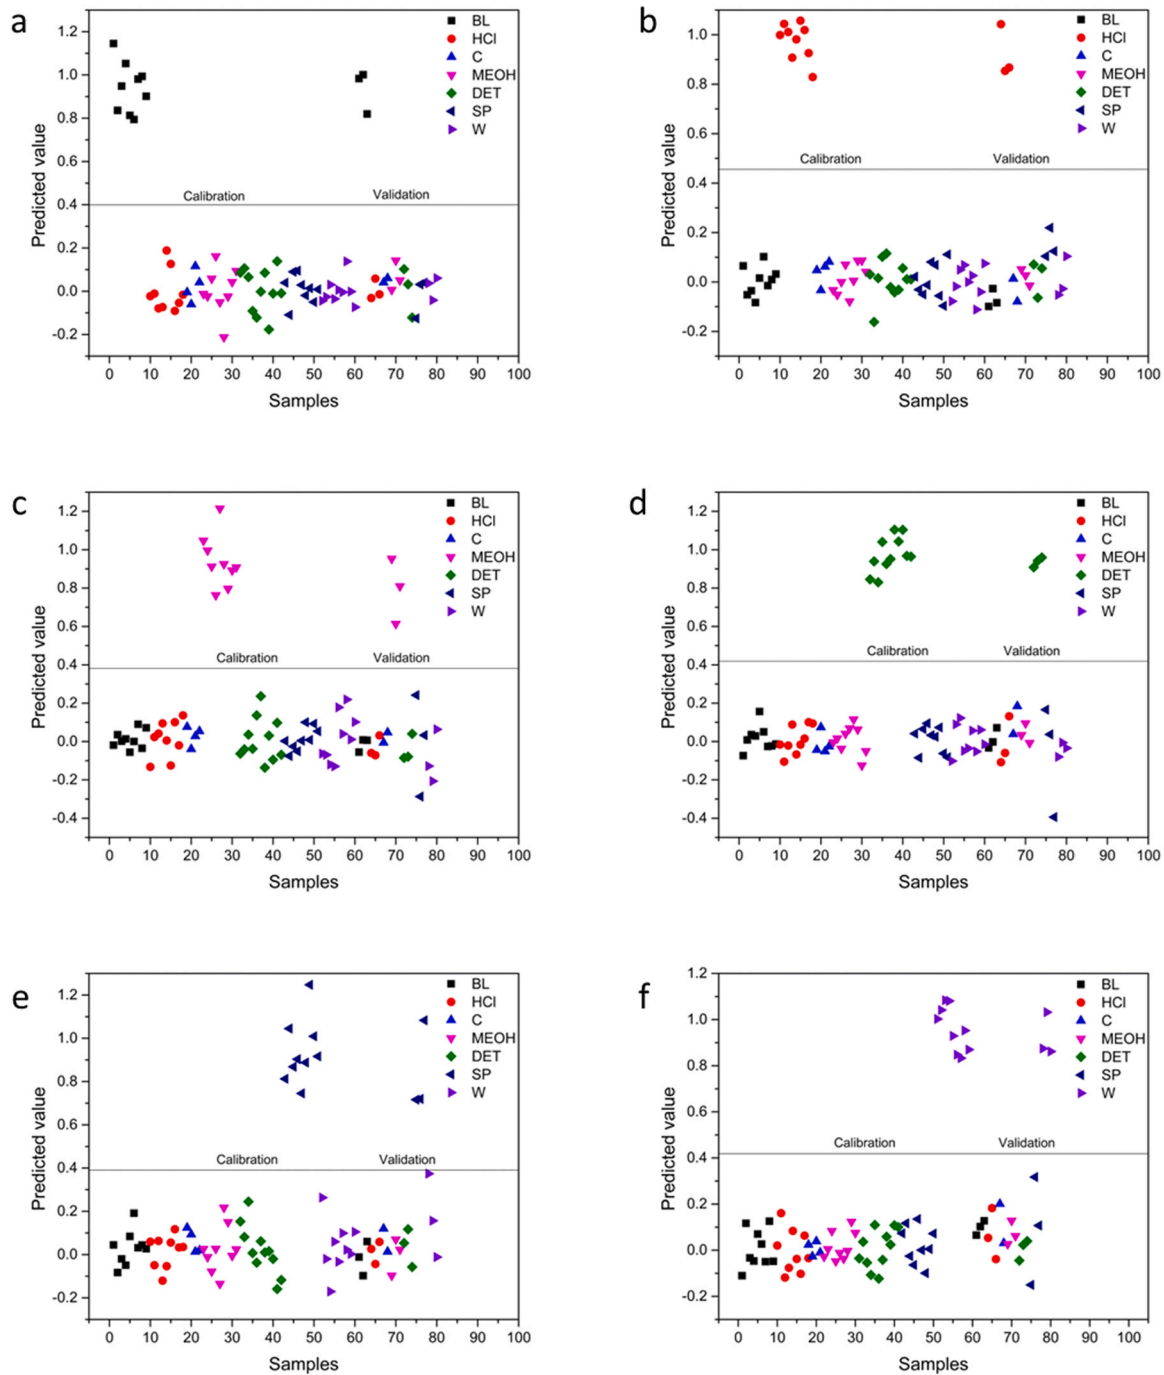 a
1.2
1.0
0.8
0.6
0.4
0.2
0.0
-0.2
Predicted value
BL
HCl
C
MEOH
DET
SP
W
Calibration
Validation
0 10 20 30 40 50 60 70 80 90 100
Samples
b
1.0
0.8
0.6
0.4
0.2
0.0
-0.2
Predicted value
BL
HCl
C
MEOH
DET
SP
W
Calibration
Validation
0 10 20 30 40 50 60 70 80 90 100
Samples
c
1.2
1.0
0.8
0.6
0.4
0.2
0.0
-0.2
-0.4
Predicted value
BL
HCl
C
MEOH
DET
SP
W
Calibration
Validation
0 10 20 30 40 50 60 70 80 90 100
Samples
d
1.2
1.0
0.8
0.6
0.4
0.2
0.0
-0.2
-0.4
Predicted value
BL
HCl
C
MEOH
DET
SP
W
Calibration
Validation
0 10 20 30 40 50 60 70 80 90 100
Samples
e
1.2
1.0
0.8
0.6
0.4
0.2
0.0
-0.2
Predicted value
BL
HCl
C
MEOH
DET
SP
W
Calibration
Validation
0 10 20 30 40 50 60 70 80 90 100
Samples
f
1.2
1.0
0.8
0.6
0.4
0.2
0.0
-0.2
Predicted value
BL
HCl
C
MEOH
DET
SP
W
Calibration
Validation
0 10 20 30 40 50 60 70 80 90 100
Samples